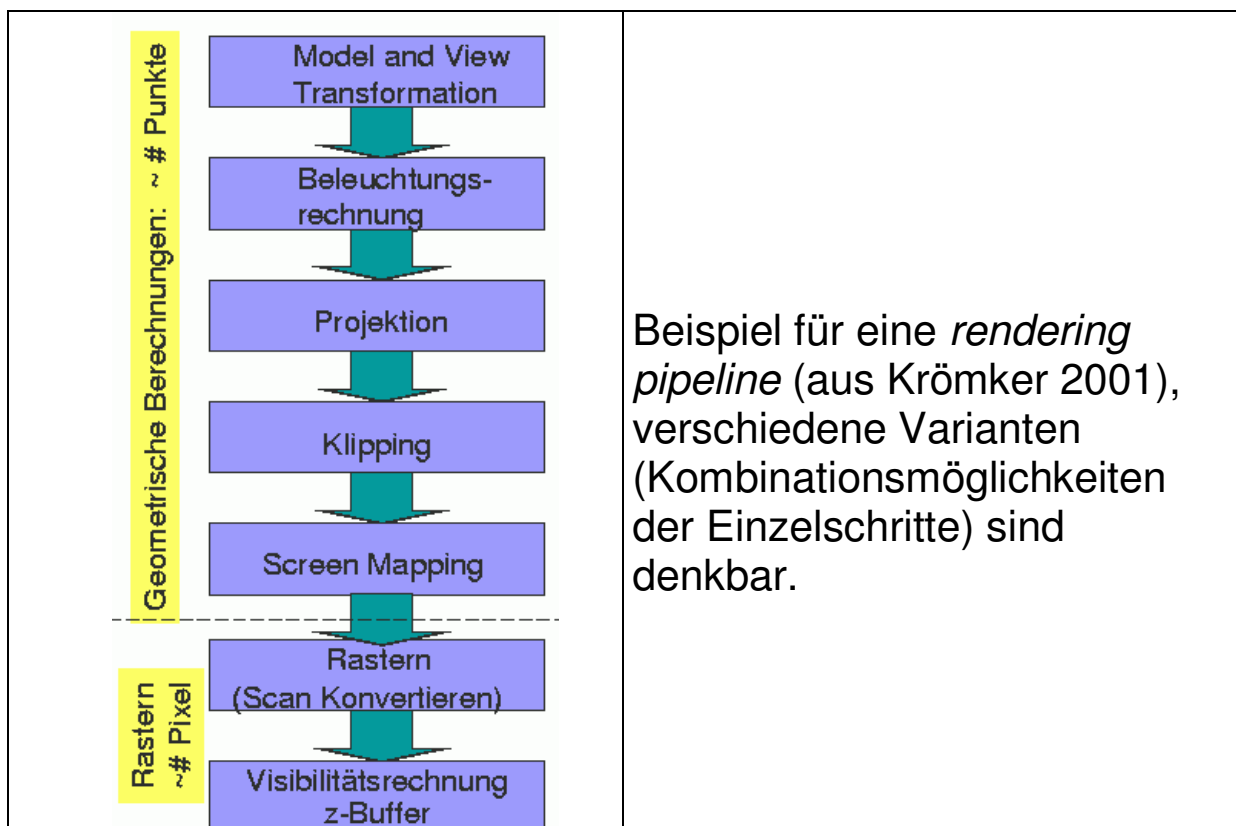 Geometrische Berechnungen: ~ # Punkte
Model and View
Transformation
Beleuchtungs-
rechnung
Projektion
Klipping
Screen Mapping
Rastern
~# Pixel
Rastern
(Scan Konvertieren)
Visibilitätsrechnung
z-Buffer
Beispiel für eine rendering
pipeline (aus Krömker 2001),
verschiedene Varianten
(Kombinationsmöglichkeiten
der Einzelschritte) sind
denkbar.